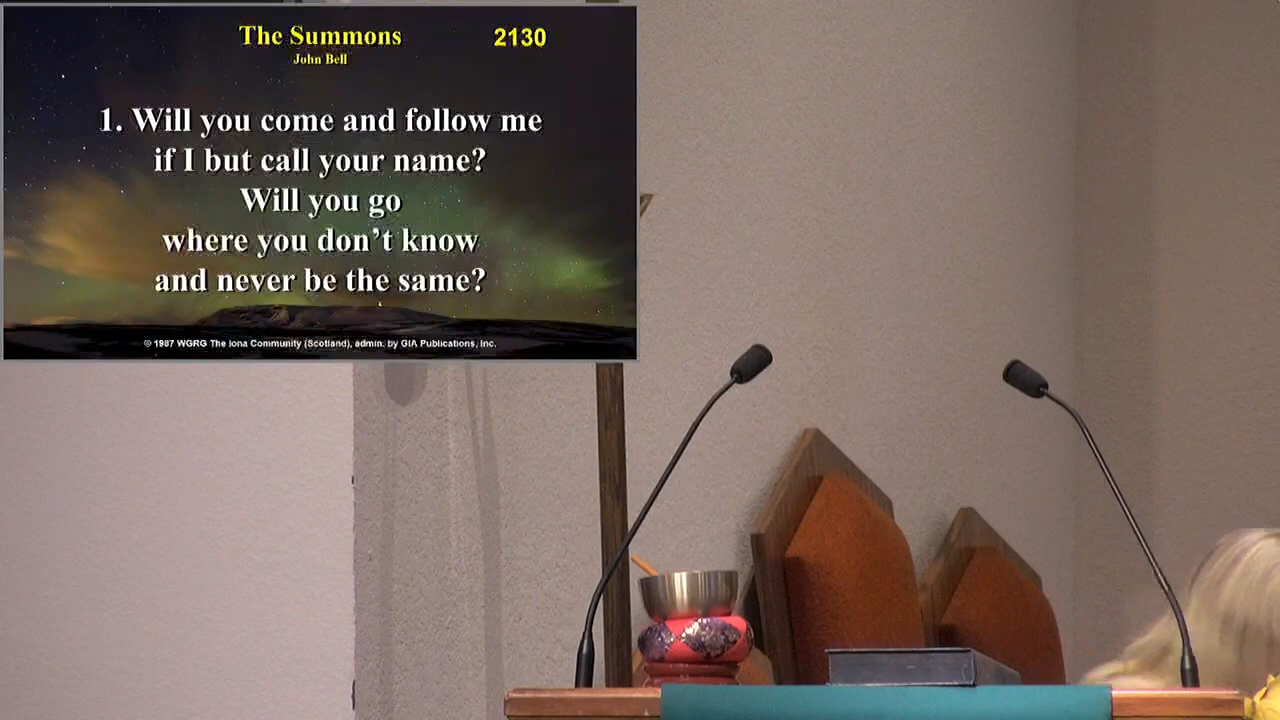 The Summons 2130
John Bell
1. Will you come and follow me
if I but call your name?
Will you go
where you don't know
and never be the same?
© 1987 WGRG The Iona Community (Scotland), admin. by GIA Publications, Inc.